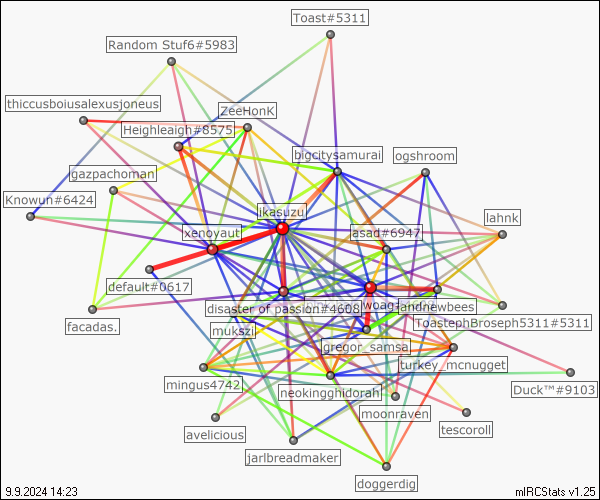 Toast#5311
Random Stuf6#5983
thiccusboiusalexusjoneus
ZeeHonK
Heighleigh#8575
bigcitysamurai
ogshroom
gazpachoman
Knowun#6424
ikasuzu
lahnk
xenoyaut
asad#6947
default#0617
disaster of passion#4608
woag
jandnewbees
facadas.
mukszi
ToastephBroseph5311#5311
gregor_samsa
turkey_mcnugget
mingus4742
neokingghidorah
Duck™#9103
moonraven
avelicious
tescoroll
jarlbreadmaker
doggerdig
9.9.2024 14:23
mIRCStats v1.25